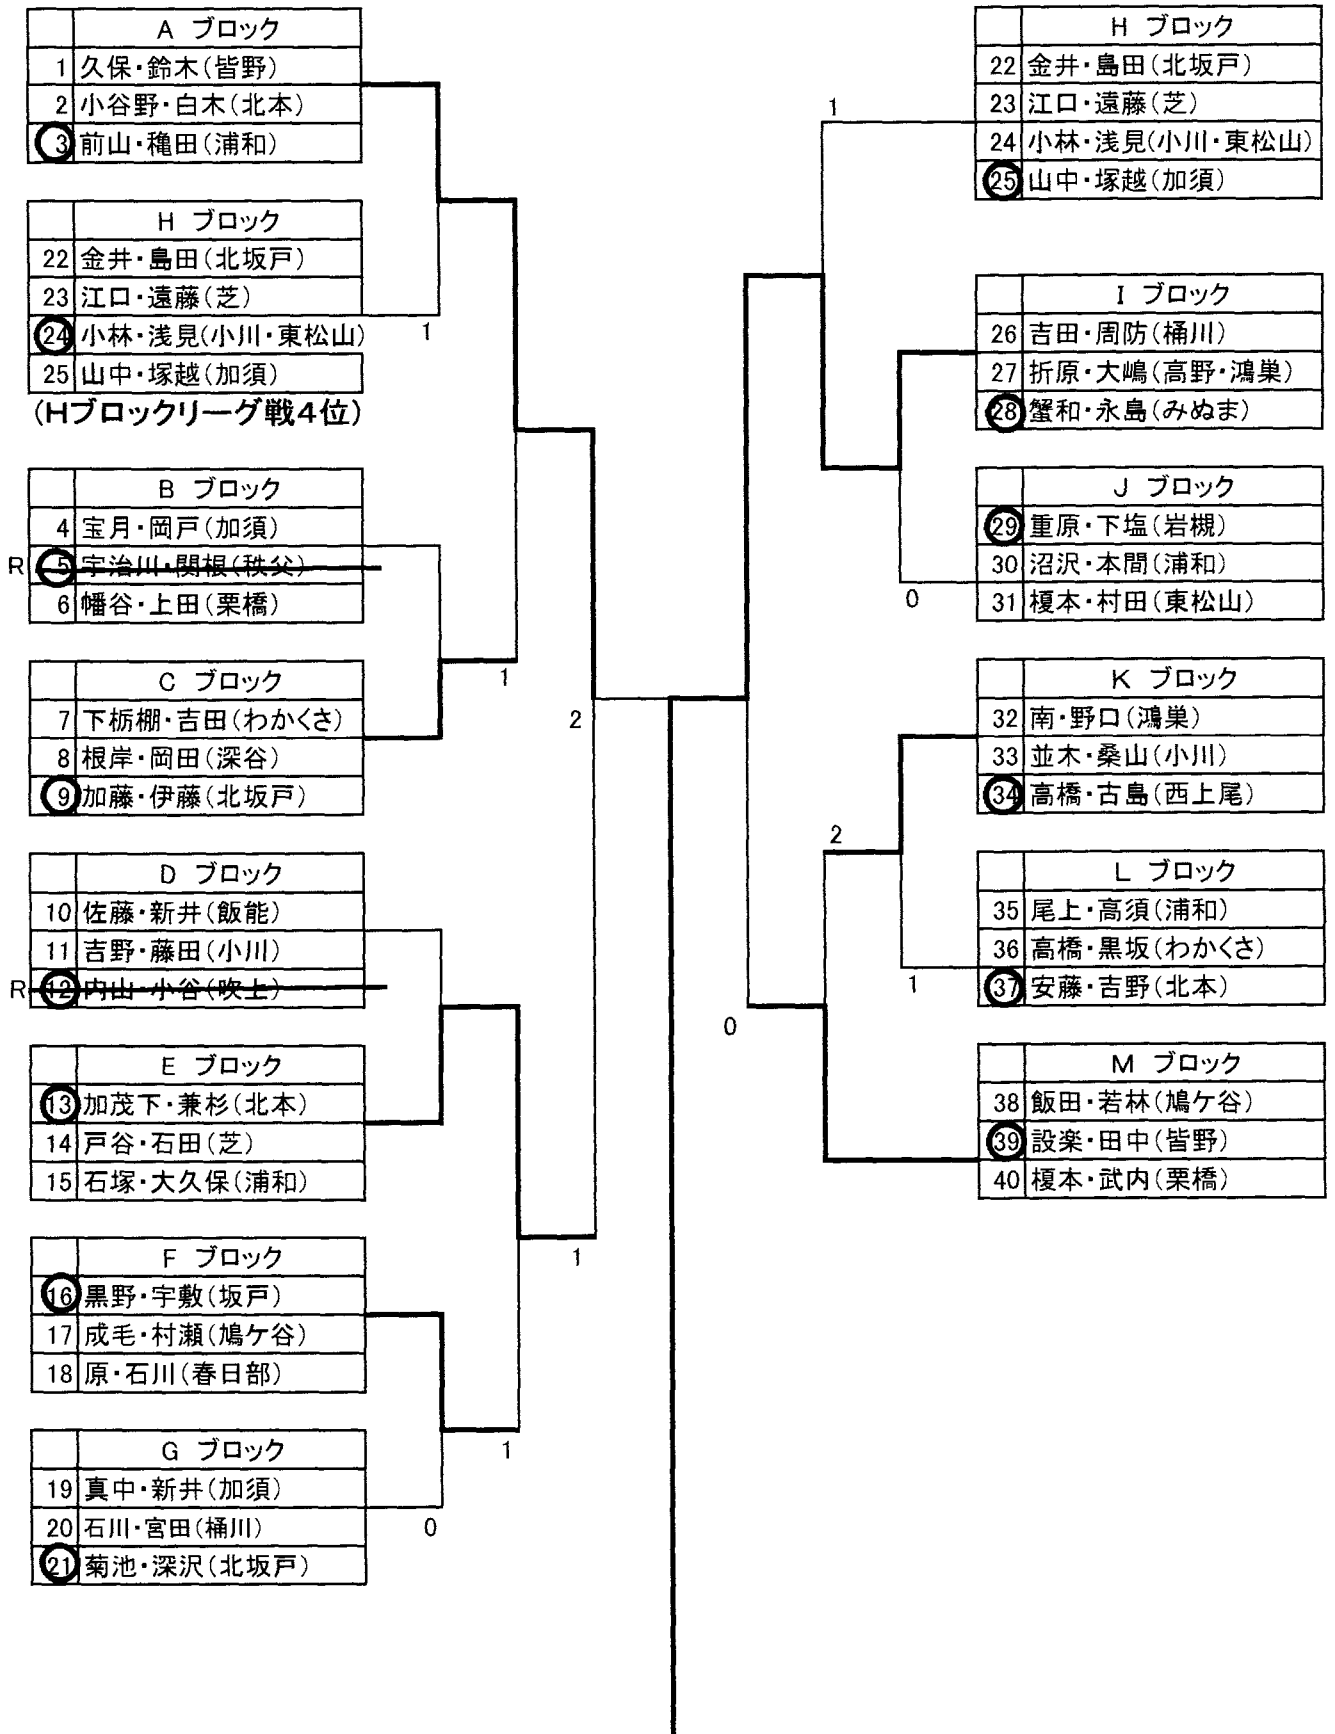 A ブロック
1 久保・鈴木(皆野)
2 小谷野・白木(北本)
3 前山・穐田(浦和)
H ブロック
22 金井・島田(北坂戸)
23 江口・遠藤(芝)
24 小林・浅見(小川・東松山)
25 山中・塚越(加須)
(Hブロックリーグ戦4位)
1
B ブロック
4 宝月・岡戸(加須)
R 5 宇治川・関根(秩父)
6 幡谷・上田(栗橋)
C ブロック
7 下栃棚・吉田(わかくさ)
8 根岸・岡田(深谷)
9 加藤・伊藤(北坂戸)
1
2
D ブロック
10 佐藤・新井(飯能)
11 吉野・藤田(小川)
R 12 内山・小谷(吹上)
E ブロック
13 加茂下・兼杉(北本)
14 戸谷・石田(芝)
15 石塚・大久保(浦和)
1
F ブロック
16 黒野・宇敷(坂戸)
17 成毛・村瀬(鳩ケ谷)
18 原・石川(春日部)
1
G ブロック
19 真中・新井(加須)
20 石川・宮田(桶川)
21 菊池・深沢(北坂戸)
0
H ブロック
22 金井・島田(北坂戸)
23 江口・遠藤(芝)
24 小林・浅見(小川・東松山)
25 山中・塚越(加須)
1
I ブロック
26 吉田・周防(桶川)
27 折原・大嶋(高野・鴻巣)
28 蟹和・永島(みぬま)
J ブロック
29 重原・下塩(岩槻)
30 沼沢・本間(浦和)
31 榎本・村田(東松山)
0
K ブロック
32 南・野口(鴻巣)
33 並木・桑山(小川)
34 高橋・古島(西上尾)
2
L ブロック
35 尾上・高須(浦和)
36 高橋・黒坂(わかくさ)
37 安藤・吉野(北本)
1
0
M ブロック
38 飯田・若林(鳩ケ谷)
39 設楽・田中(皆野)
40 榎本・武内(栗橋)